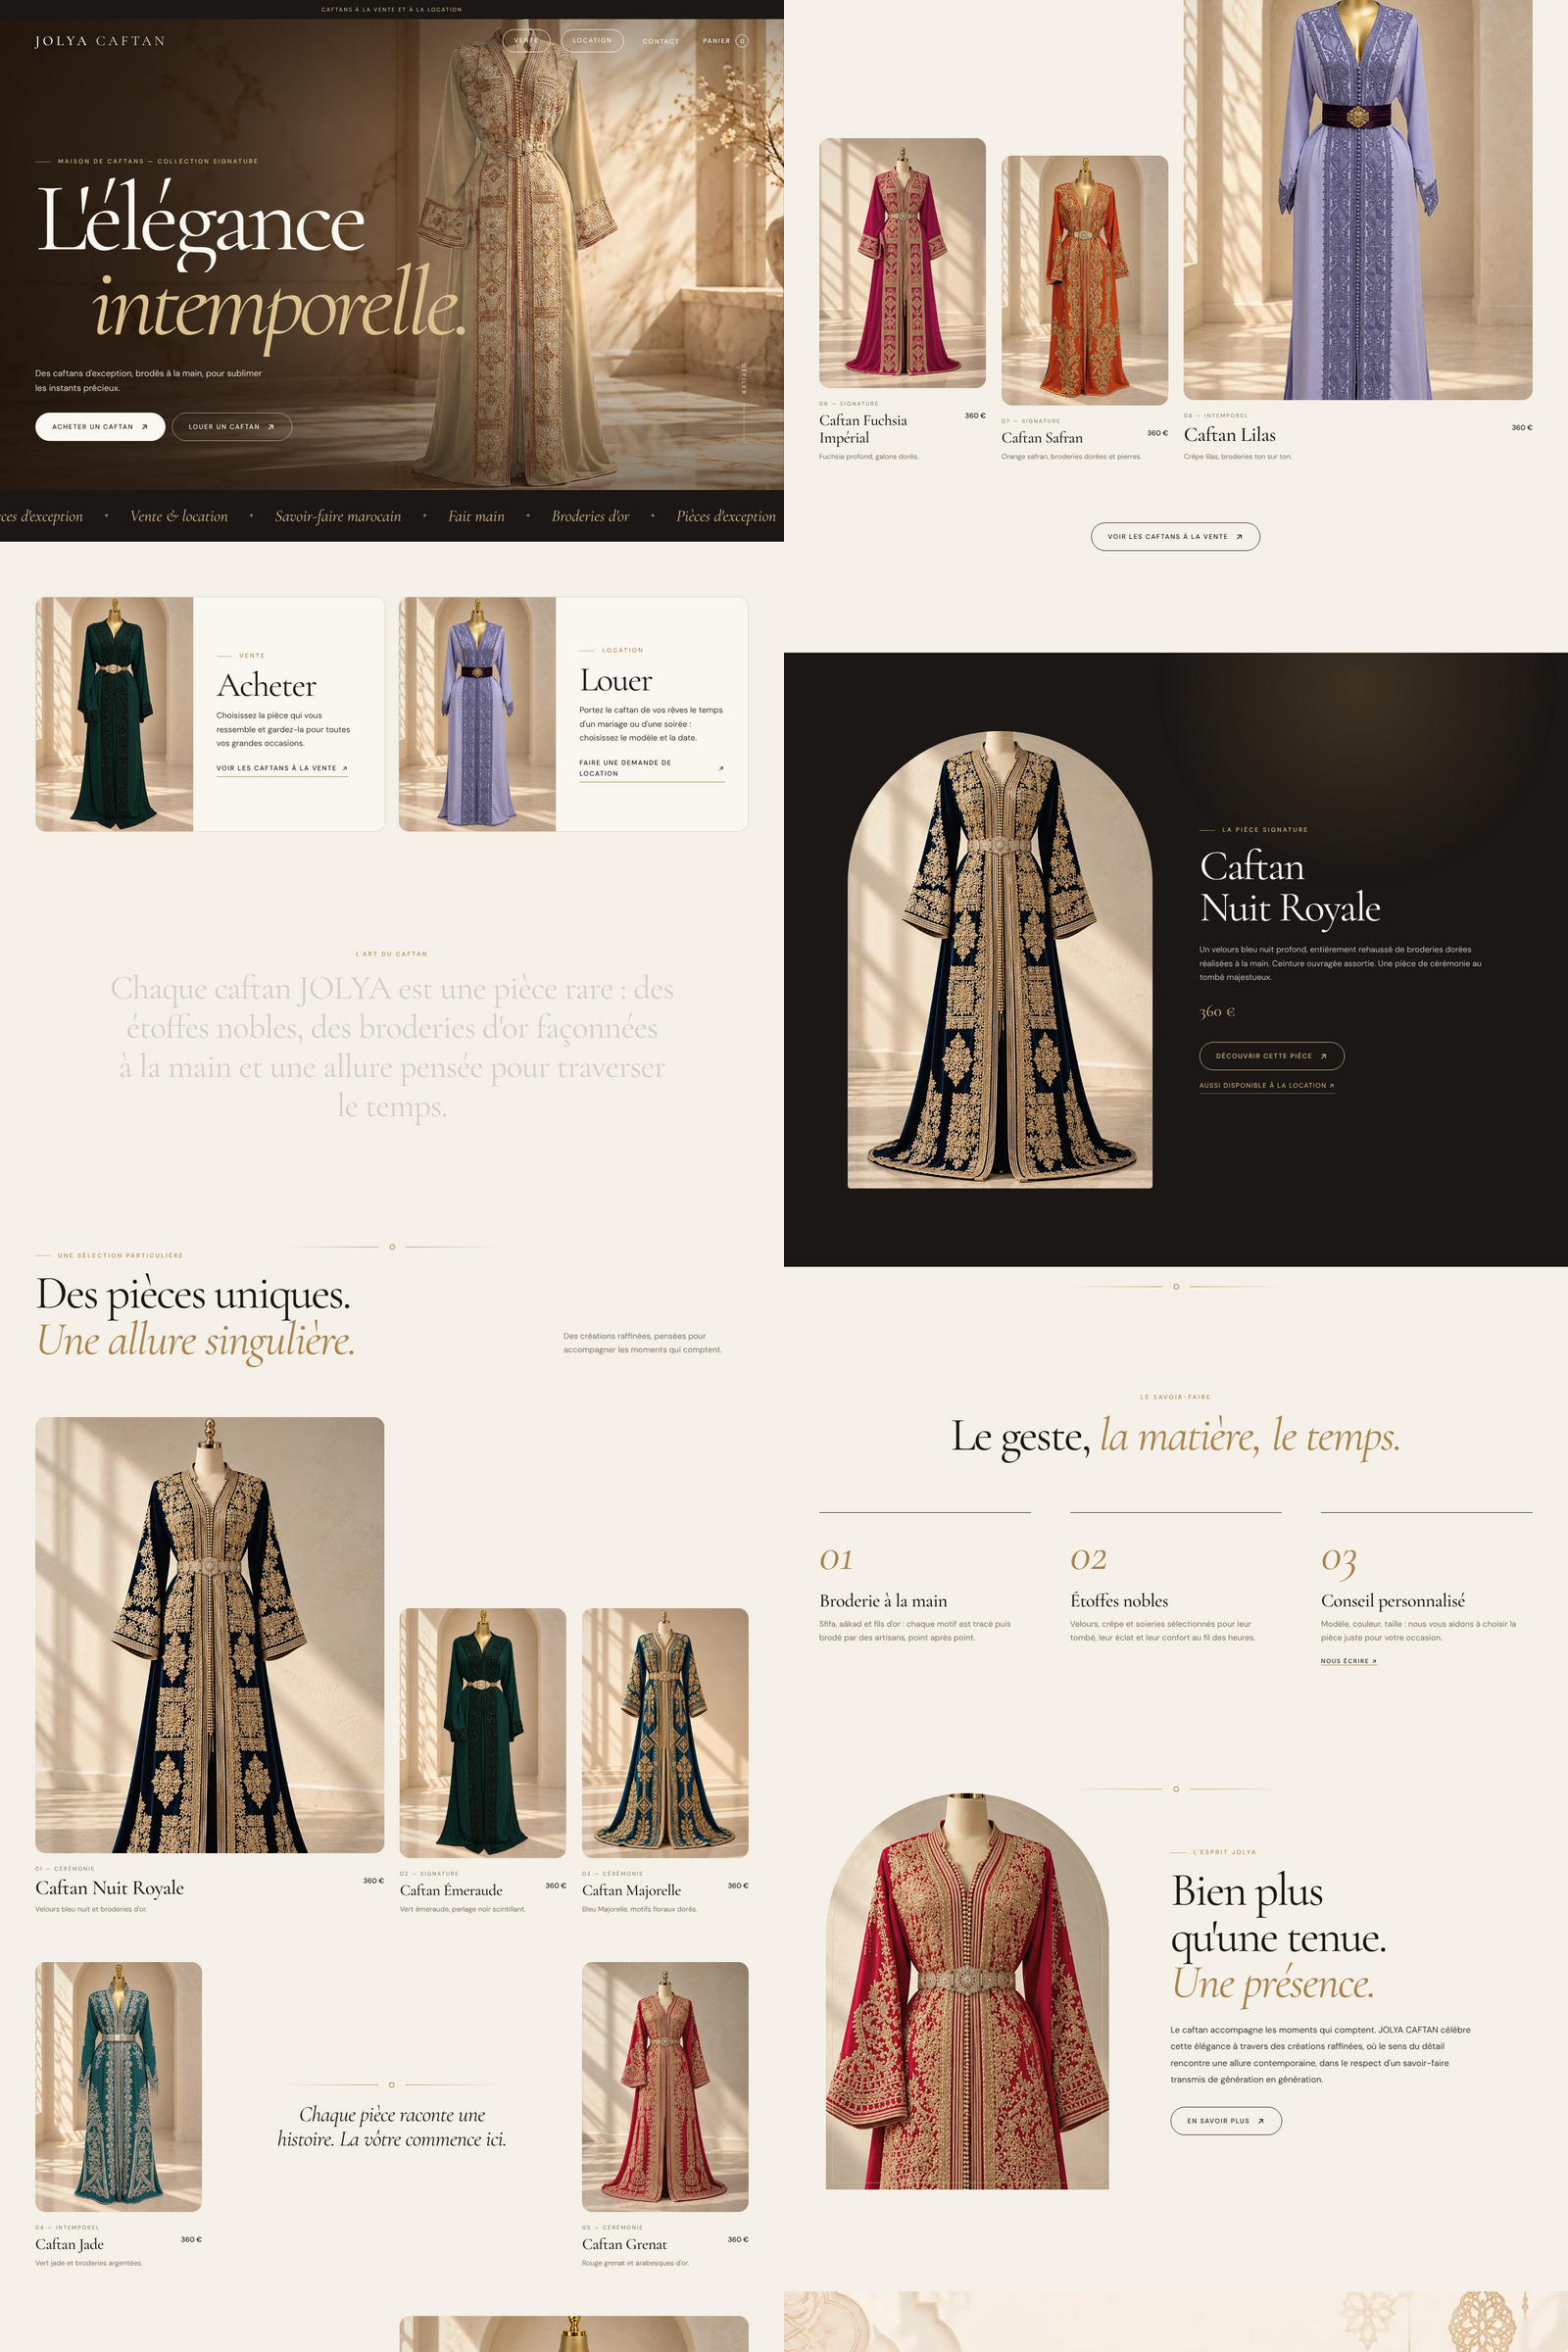 CAFTANS À LA VENTE ET À LA LOCATION
JOLYA CAFTAN
VENTE
LOCATION
CONTACT
PANIER 0
MAISON DE CAFTANS — COLLECTION SIGNATURE
L'élégance
intemporelle.
Des caftans d'exception, brodés à la main, pour sublimer
les instants précieux.
DÉFILER
ACHETER UN CAFTAN
LOUER UN CAFTAN
ces d'exception
Vente & location
Savoir-faire marocain
Fait main
Broderies d'or
Pièces d'exception
VENTE
Acheter
Choisissez la pièce qui vous
ressemble et gardez-la pour toutes
vos grandes occasions.
VOIR LES CAFTANS À LA VENTE
LOCATION
Louer
Portez le caftan de vos rêves le temps
d'un mariage ou d'une soirée :
choisissez le modèle et la date.
FAIRE UNE DEMANDE DE
LOCATION
L'ART DU CAFTAN
Chaque caftan JOLYA est une pièce rare : des
étoffes nobles, des broderies d'or façonnées
à la main et une allure pensée pour traverser
le temps.
UNE SÉLECTION PARTICULIÈRE
Des pièces uniques.
Une allure singulière.
Des créations raffinées, pensées pour
accompagner les moments qui comptent.
01 — CÉRÉMONIE
Caftan Nuit Royale
360 €
Velours bleu nuit et broderies d'or.
02 — SIGNATURE
Caftan Émeraude
360 €
Vert émeraude, perlage noir scintillant.
03 — CÉRÉMONIE
Caftan Majorelle
360 €
Bleu Majorelle, motifs floraux dorés.
Chaque pièce raconte une
histoire. La vôtre commence ici.
04 — INTEMPOREL
Caftan Jade
360 €
Vert jade et broderies argentées.
05 — CÉRÉMONIE
Caftan Grenat
360 €
Rouge grenat et arabesques d'or.
06 — SIGNATURE
Caftan Fuchsia
Impérial
360 €
Fuchsia profond, galons dorés.
07 — SIGNATURE
Caftan Safran
360 €
Orange safran, broderies dorées et pierres.
08 — INTEMPOREL
Caftan Lilas
360 €
Crêpe lilas, broderies ton sur ton.
VOIR LES CAFTANS À LA VENTE
LA PIÈCE SIGNATURE
Caftan
Nuit Royale
Un velours bleu nuit profond, entièrement rehaussé de broderies dorées
réalisées à la main. Ceinture ouvragée assortie. Une pièce de cérémonie au
tombé majestueux.
360 €
DÉCOUVRIR CETTE PIÈCE
AUSSI DISPONIBLE À LA LOCATION
LE SAVOIR-FAIRE
Le geste, la matière, le temps.
01
Broderie à la main
Sfifa, aâkad et fils d'or : chaque motif est tracé puis
brodé par des artisans, point après point.
02
Étoffes nobles
Velours, crêpe et soieries sélectionnés pour leur
tombé, leur éclat et leur confort au fil des heures.
03
Conseil personnalisé
Modèle, couleur, taille : nous vous aidons à choisir la
pièce juste pour votre occasion.
NOUS ÉCRIRE
L'ESPRIT JOLYA
Bien plus
qu'une tenue.
Une présence.
Le caftan accompagne les moments qui comptent. JOLYA CAFTAN célèbre
cette élégance à travers des créations raffinées, où le sens du détail
rencontre une allure contemporaine, dans le respect d'un savoir-faire
transmis de génération en génération.
EN SAVOIR PLUS